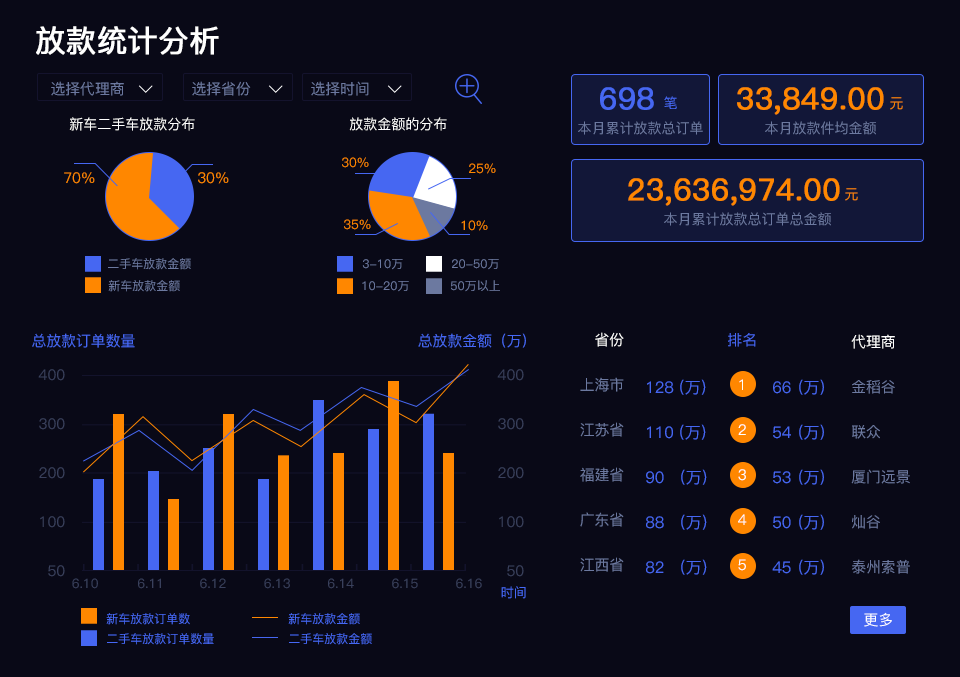 放款统计分析
选择代理商
选择省份
选择时间
698 笔
本月累计放款总订单
33,849.00 元
本月放款件均金额
23,636,974.00 元
本月累计放款总订单总金额
新车二手车放款分布
70%
30%
二手车放款金额
新车放款金额
放款金额的分布
30%
25%
35%
10%
3-10万
20-50万
10-20万
50万以上
总放款订单数量
总放款金额（万）
400
300
200
100
50
400
300
200
100
50
6.10 6.11 6.12 6.13 6.14 6.15 6.16
时间
新车放款订单数
新车放款金额
二手车放款订单数量
二手车放款金额
省份 排名 代理商
上海市 128 (万) 1 66 (万) 金稻谷
江苏省 110 (万) 2 54 (万) 联众
福建省 90 (万) 3 53 (万) 厦门远景
广东省 88 (万) 4 50 (万) 灿谷
江西省 82 (万) 5 45 (万) 泰州索普
更多